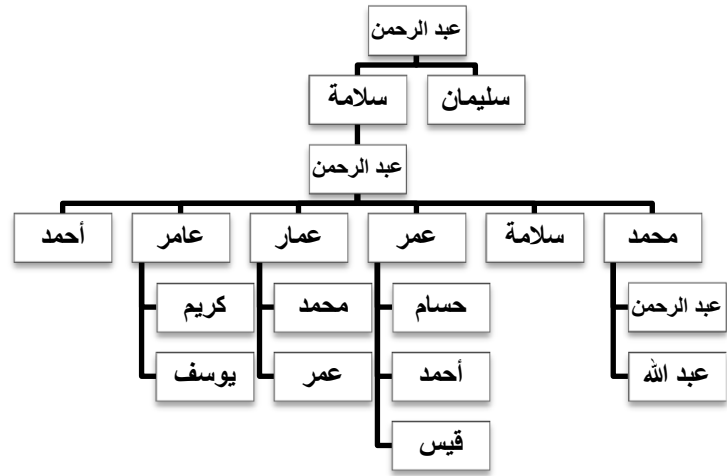 عبد الرحمن
سليمان
سلامة
عبد الرحمن
محمد
سلامة
عمر
عمار
عامر
أحمد
عبد الرحمن
حسام
محمد
كريم
عبد الله
أحمد
عمر
يوسف
قيس